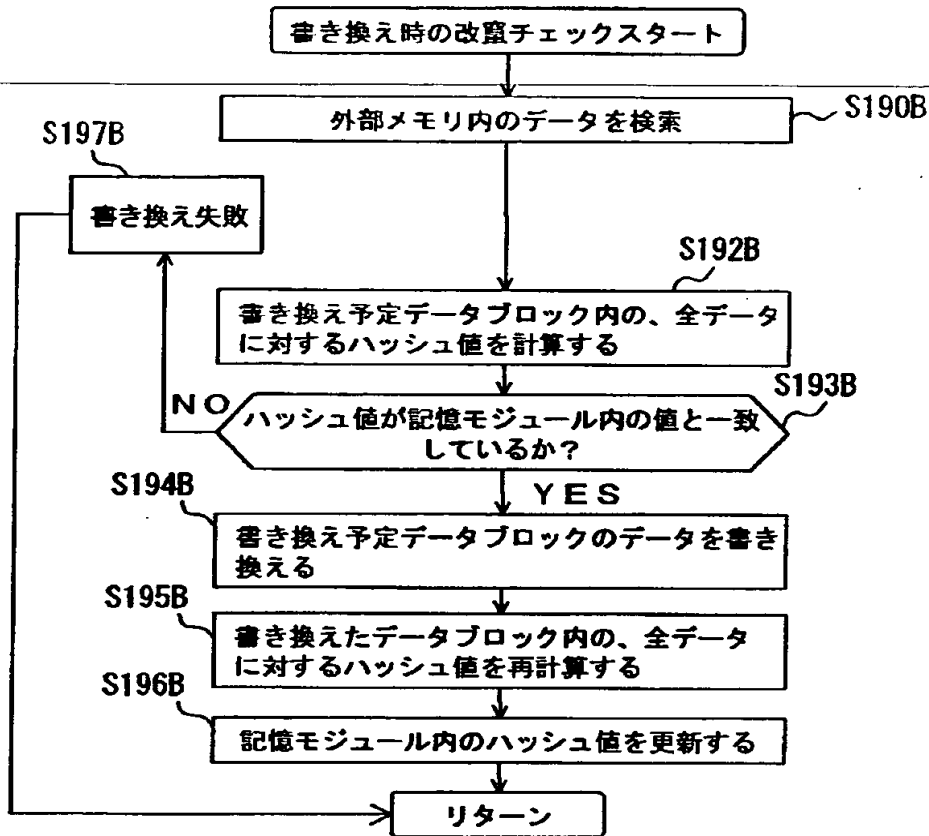 書き換え時の改竄チェックスタート
外部メモリ内のデータを検索
S190B
S197B
書き換え失敗
S192B
書き換え予定データブロック内の、全データ
に対するハッシュ値を計算する
S193B
NO
ハッシュ値が記憶モジュール内の値と一致
しているか?
YES
S194B
書き換え予定データブロックのデータを書き
換える
S195B
書き換えたデータブロック内の、全データ
に対するハッシュ値を再計算する
S196B
記憶モジュール内のハッシュ値を更新する
リターン